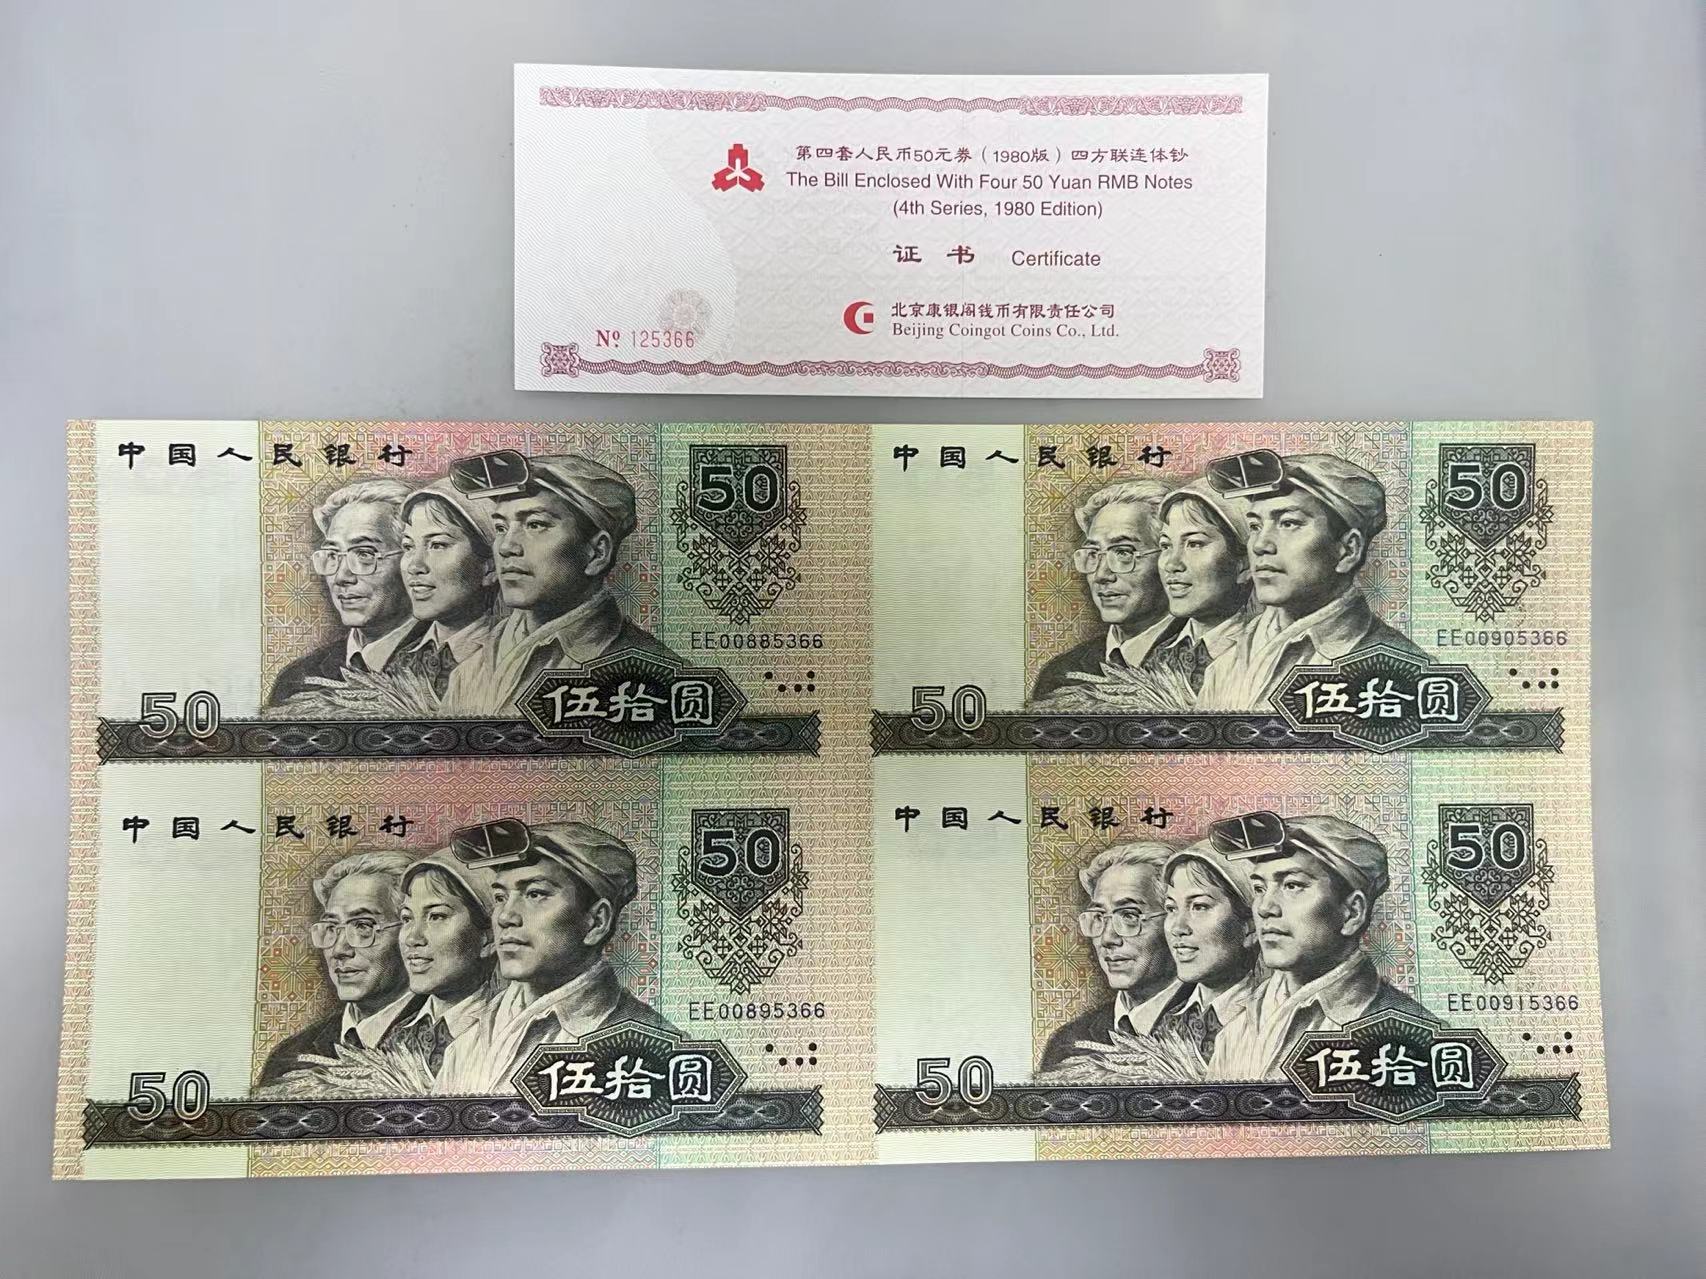 第四套人民币50元券（1980版）四方联连体钞
The Bill Enclosed With Four 50 Yuan RMB Notes
(4th Series, 1980 Edition)
证书 Certificate
北京康银阁钱币有限责任公司
Beijing Coingot Coins Co., Ltd.
Nº 125366
中国人民银行
50
EE00885366
50
伍拾圆
中国人民银行
50
EE00905366
50
伍拾圆
中国人民银行
50
EE00895366
50
伍拾圆
中国人民银行
50
EE00915366
50
伍拾圆